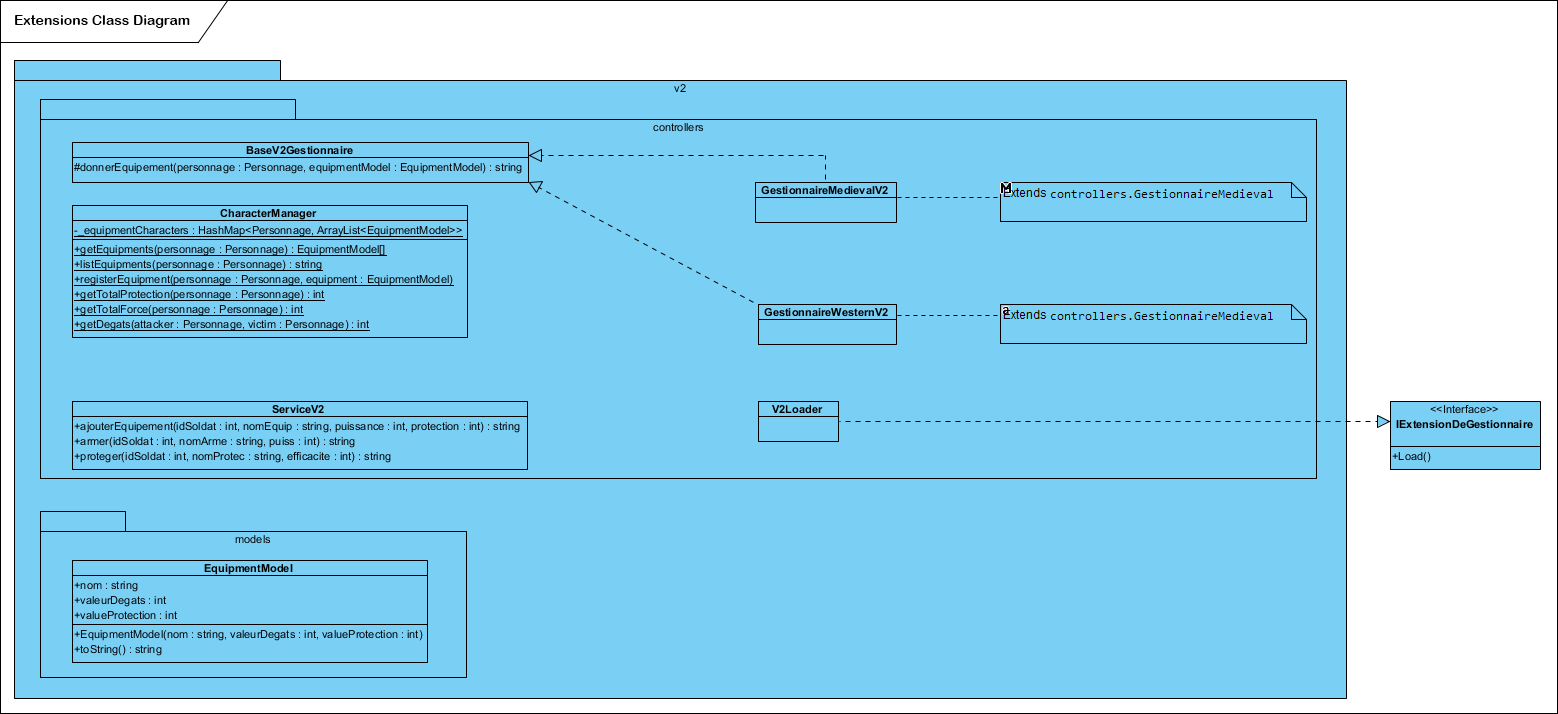 Extensions Class Diagram
v2
controllers
BaseV2Gestionnaire
#donnerEquipement(personnage : Personnage, equipmentModel : EquipmentModel) : string
CharacterManager
-_equipmentCharacters : HashMap<Personnage, ArrayList<EquipmentModel>>
+getEquipments(personnage : Personnage) : EquipmentModel[]
+listEquipments(personnage : Personnage) : string
+registerEquipment(personnage : Personnage, equipment : EquipmentModel)
+getTotalProtection(personnage : Personnage) : int
+getTotalForce(personnage : Personnage) : int
+getDegats(attacker : Personnage, victim : Personnage) : int
GestionnaireMedievalV2
Extends controllers.GestionnaireMedieval
GestionnaireWesternV2
Extends controllers.GestionnaireMedieval
ServiceV2
+ajouterEquipement(idSoldat : int, nomEquip : string, puissance : int, protection : int) : string
+armer(idSoldat : int, nomArme : string, puiss : int) : string
+proteger(idSoldat : int, nomProtec : string, efficacite : int) : string
V2Loader
<<Interface>>
IExtensionDeGestionnaire
+Load()
models
EquipmentModel
+nom : string
+valeurDegats : int
+valueProtection : int
+EquipmentModel(nom : string, valeurDegats : int, valueProtection : int)
+toString() : string